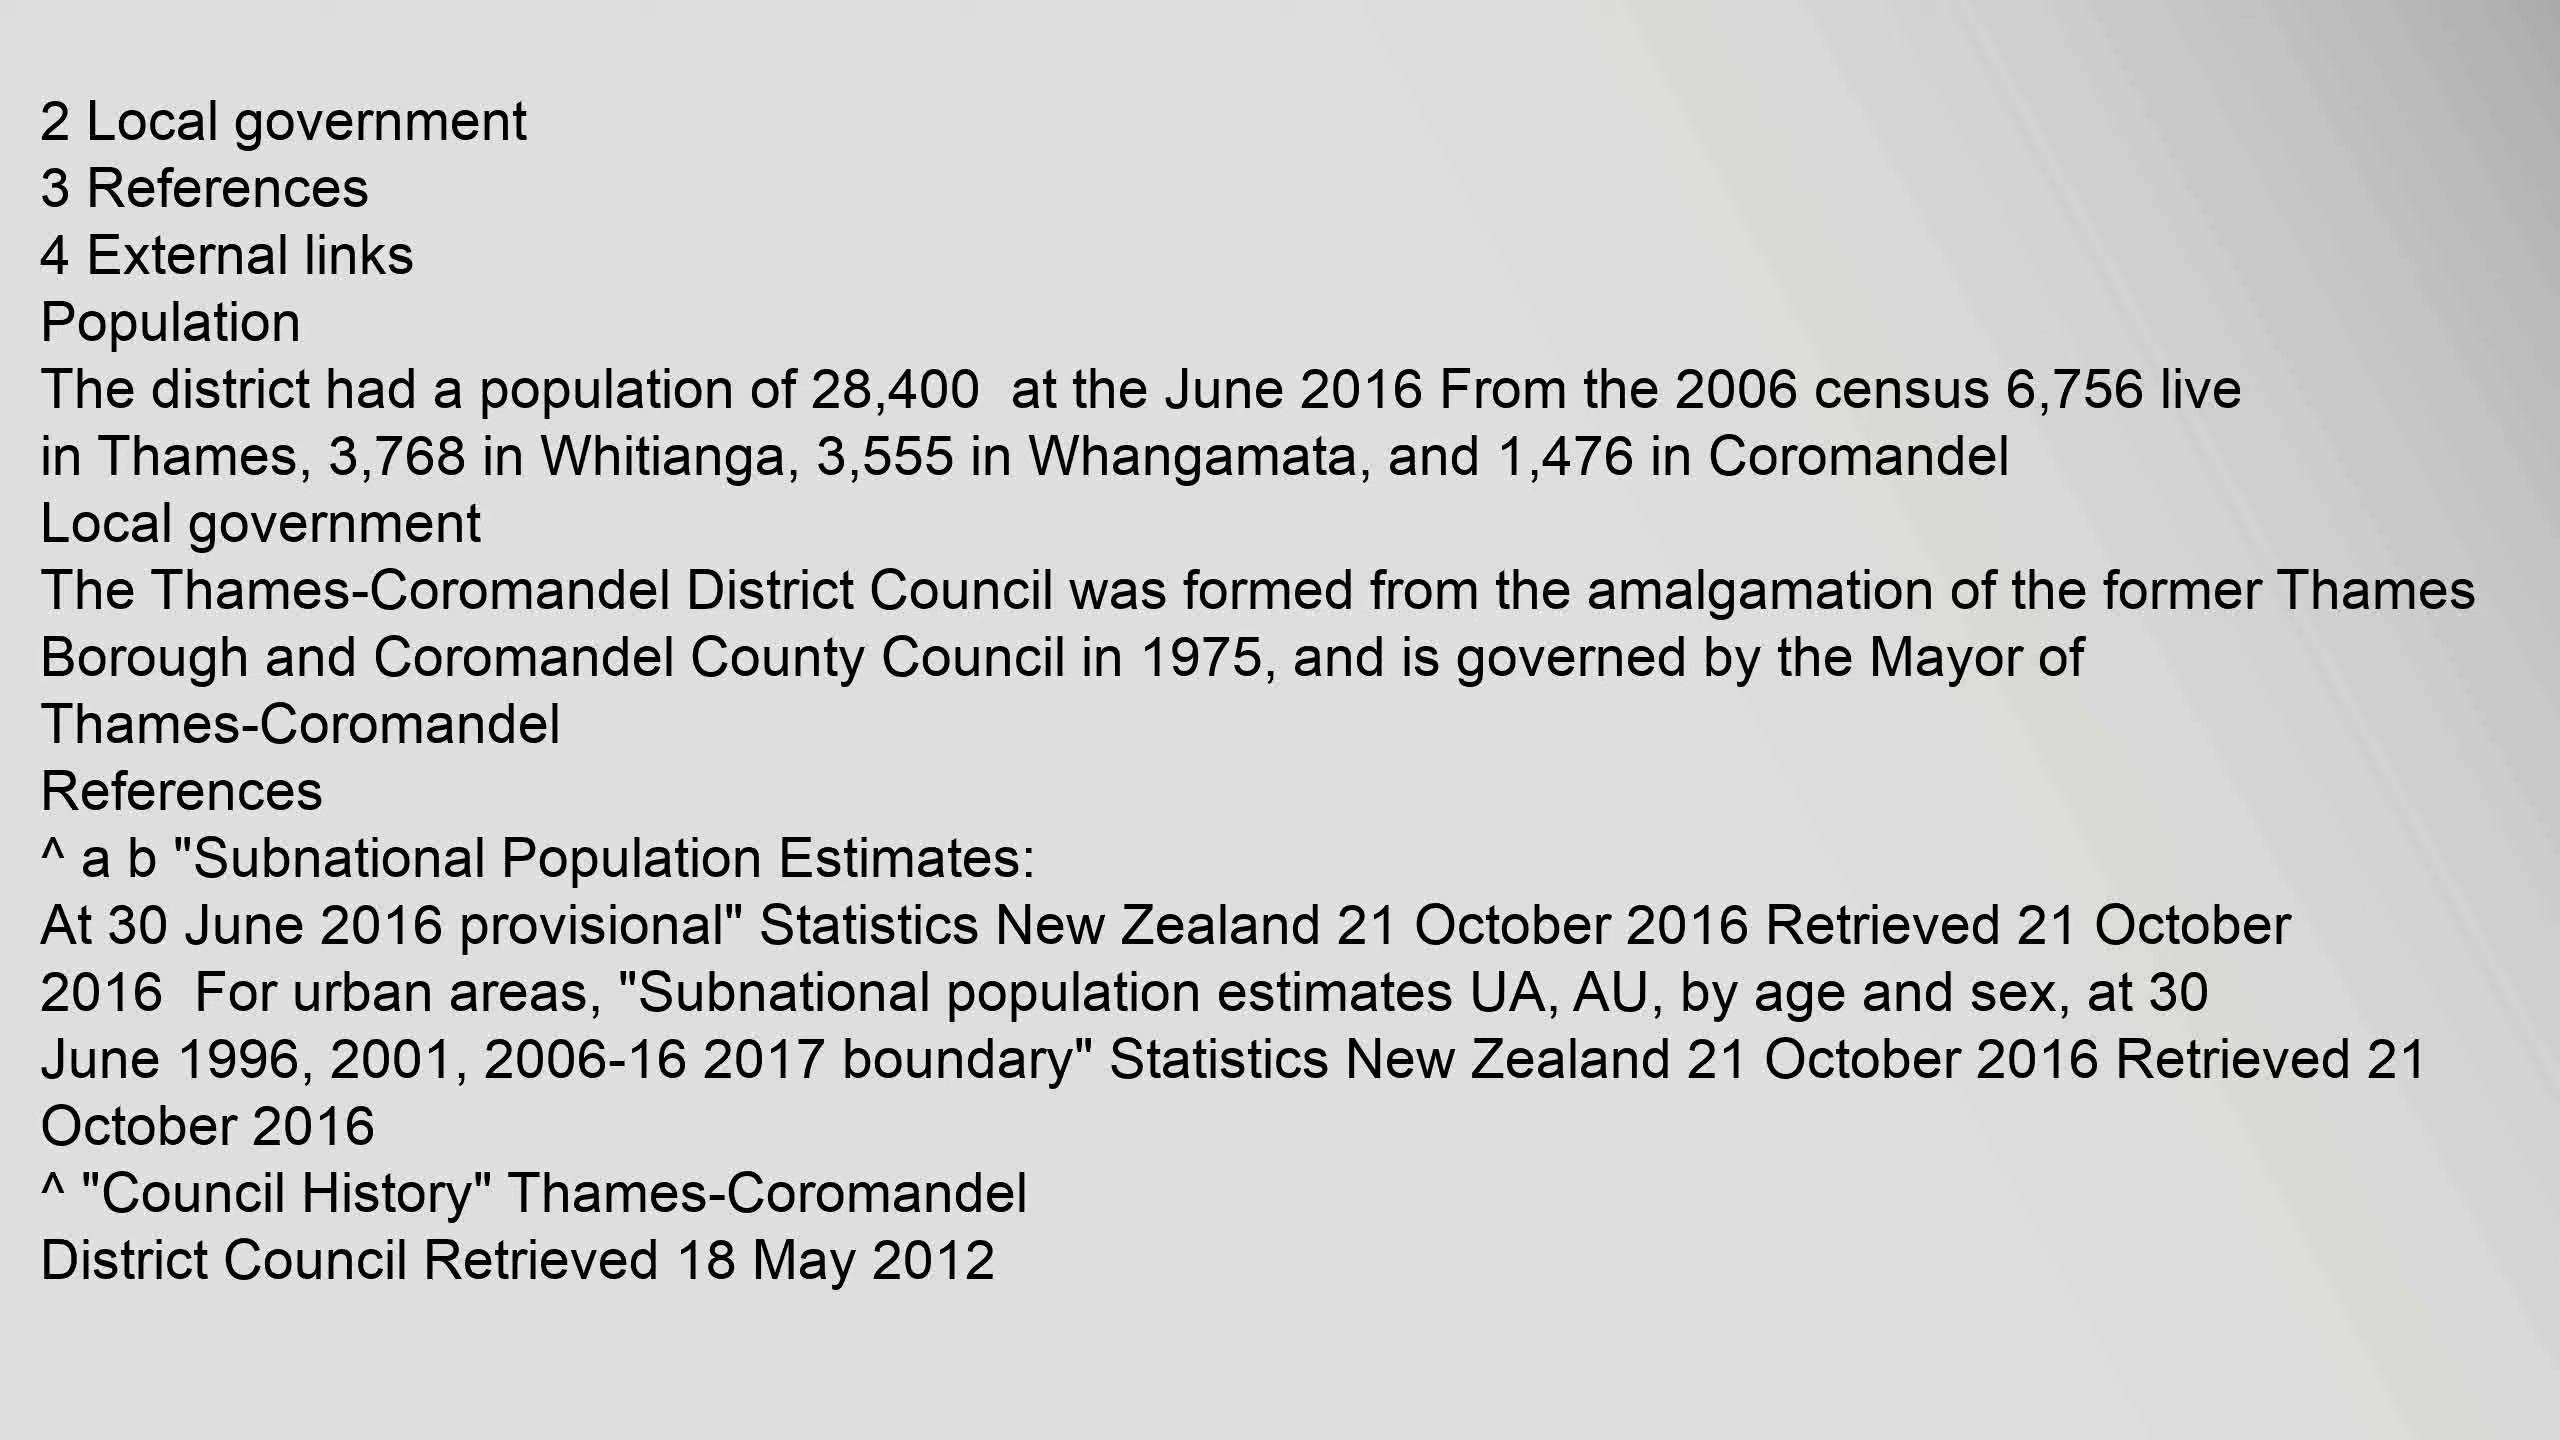 2 Local government
3 References
4 External links
Population
The district had a population of 28,400  at the June 2016 From the 2006 census 6,756 live
in Thames, 3,768 in Whitianga, 3,555 in Whangamata, and 1,476 in Coromandel
Local government
The Thames-Coromandel District Council was formed from the amalgamation of the former Thames
Borough and Coromandel County Council in 1975, and is governed by the Mayor of
Thames-Coromandel
References
^ a b "Subnational Population Estimates:
At 30 June 2016 provisional" Statistics New Zealand 21 October 2016 Retrieved 21 October
2016  For urban areas, "Subnational population estimates UA, AU, by age and sex, at 30
June 1996, 2001, 2006-16 2017 boundary" Statistics New Zealand 21 October 2016 Retrieved 21
October 2016
^ "Council History" Thames-Coromandel
District Council Retrieved 18 May 2012